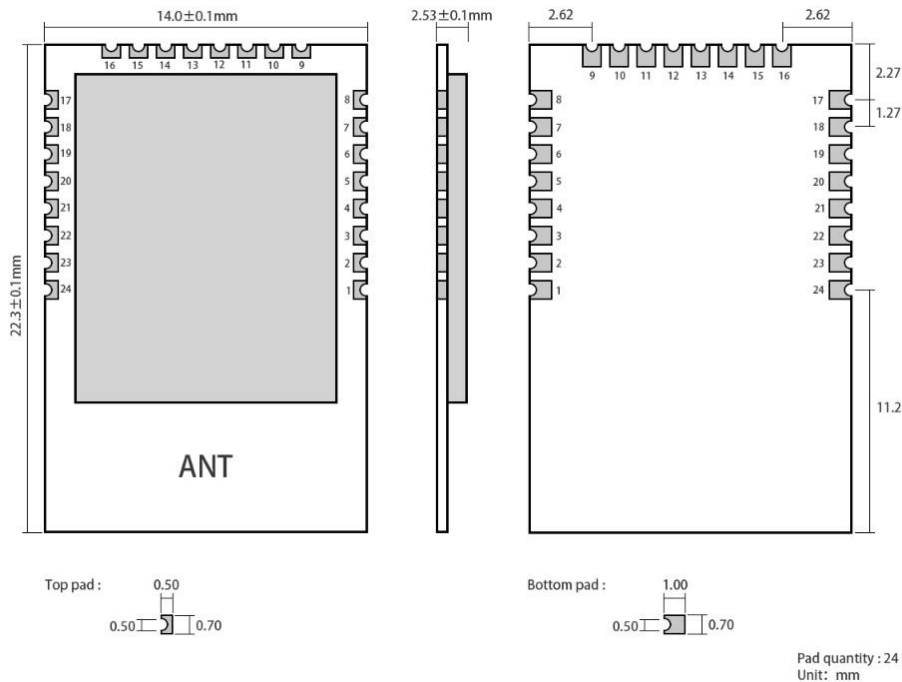 14.0±0.1mm
2.53±0.1mm
2.62
2.62
16 15 14 13 12 11 10 9
9 10 11 12 13 14 15 16
2.27
17 8
8 17
1.27
18 7
7 18
19 6
6 19
20 5
5 20
21 4
4 21
22 3
3 22
23 2
2 23
24 1
1 24
22.3±0.1mm
11.2
ANT
Top pad : 0.50
0.50 0.70
Bottom pad : 1.00
0.50 0.70
Pad quantity : 24
Unit: mm